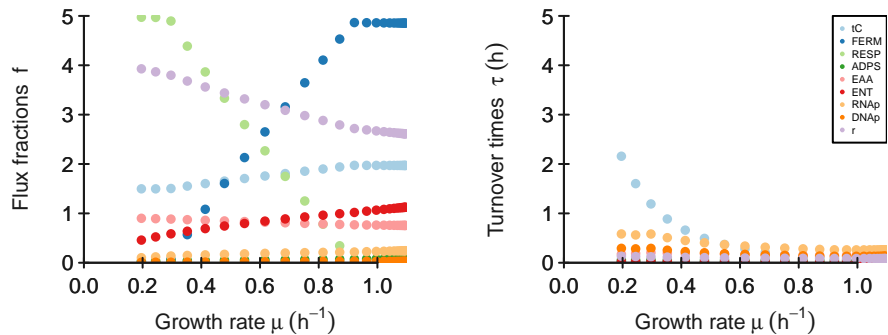 Flux fractions f
5
4
3
2
1
0
0.0 0.2 0.4 0.6 0.8 1.0
Growth rate μ (h⁻¹)
Turnover times τ (h)
5
4
3
2
1
0
0.0 0.2 0.4 0.6 0.8 1.0
Growth rate μ (h⁻¹)
tC
FERM
RESP
ADPS
EAA
ENT
RNAp
DNAp
r